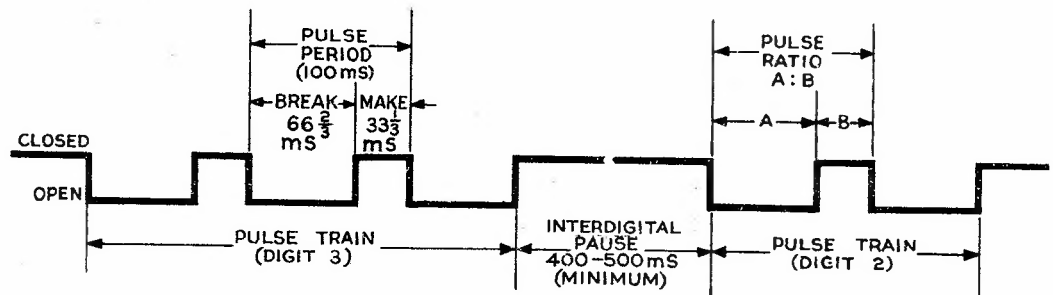 PULSE
PERIOD
(100mS)
BREAK
66 2/3
mS
MAKE
33 1/3
mS
PULSE
RATIO
A:B
A
B
CLOSED
OPEN
PULSE TRAIN
(DIGIT 3)
INTERDIGITAL
PAUSE
400-500mS
(MINIMUM)
PULSE TRAIN
(DIGIT 2)